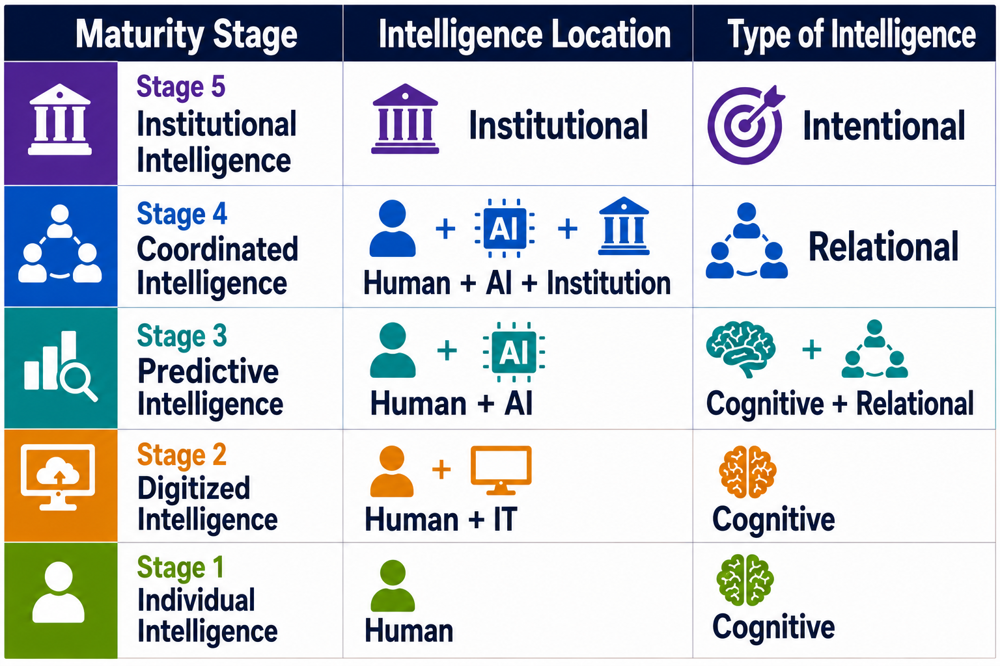 Maturity Stage
Intelligence Location
Type of Intelligence
Stage 5
Institutional
Intelligence
Institutional
Intentional
Stage 4
Coordinated
Intelligence
AI
Human + AI + Institution
Relational
Stage 3
Predictive
Intelligence
AI
Human + AI
Cognitive + Relational
Stage 2
Digitized
Intelligence
Human + IT
Cognitive
Stage 1
Individual
Intelligence
Human
Cognitive